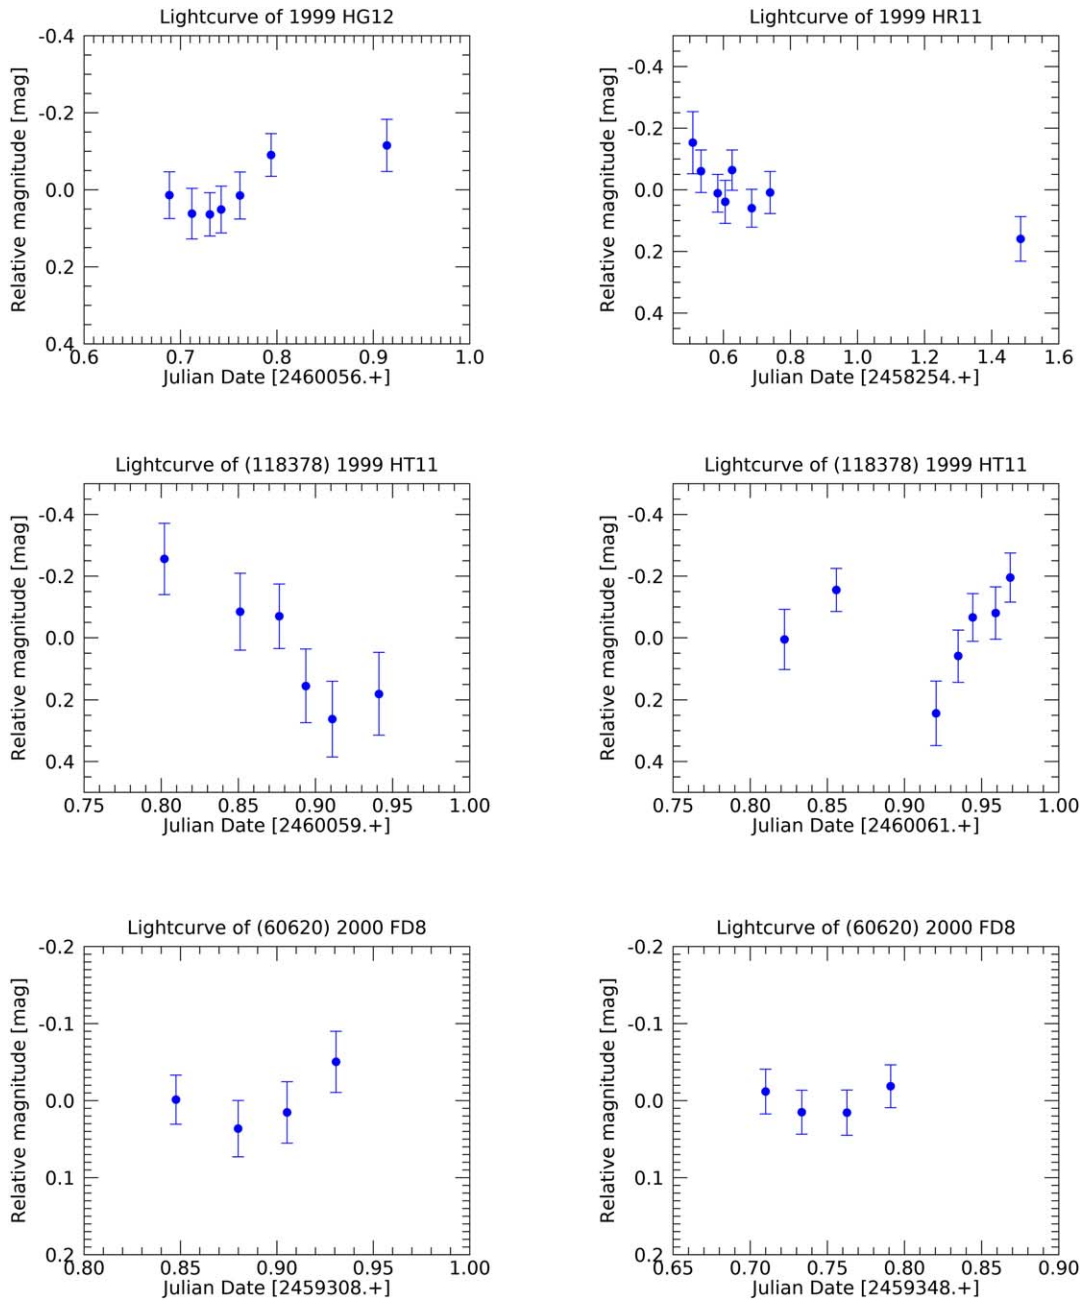 Lightcurve of 1999 HG12
-0.4
-0.2
0.0
0.2
0.4
0.6 0.7 0.8 0.9 1.0
Relative magnitude [mag]
Julian Date [2460056.+]
Lightcurve of 1999 HR11
-0.4
-0.2
0.0
0.2
0.4
0.6 0.8 1.0 1.2 1.4 1.6
Relative magnitude [mag]
Julian Date [2458254.+]
Lightcurve of (118378) 1999 HT11
-0.4
-0.2
0.0
0.2
0.4
0.75 0.80 0.85 0.90 0.95 1.00
Relative magnitude [mag]
Julian Date [2460059.+]
Lightcurve of (118378) 1999 HT11
-0.4
-0.2
0.0
0.2
0.4
0.75 0.80 0.85 0.90 0.95 1.00
Relative magnitude [mag]
Julian Date [2460061.+]
Lightcurve of (60620) 2000 FD8
-0.2
-0.1
0.0
0.1
0.2
0.80 0.85 0.90 0.95 1.00
Relative magnitude [mag]
Julian Date [2459308.+]
Lightcurve of (60620) 2000 FD8
-0.2
-0.1
0.0
0.1
0.2
0.65 0.70 0.75 0.80 0.85 0.90
Relative magnitude [mag]
Julian Date [2459348.+]